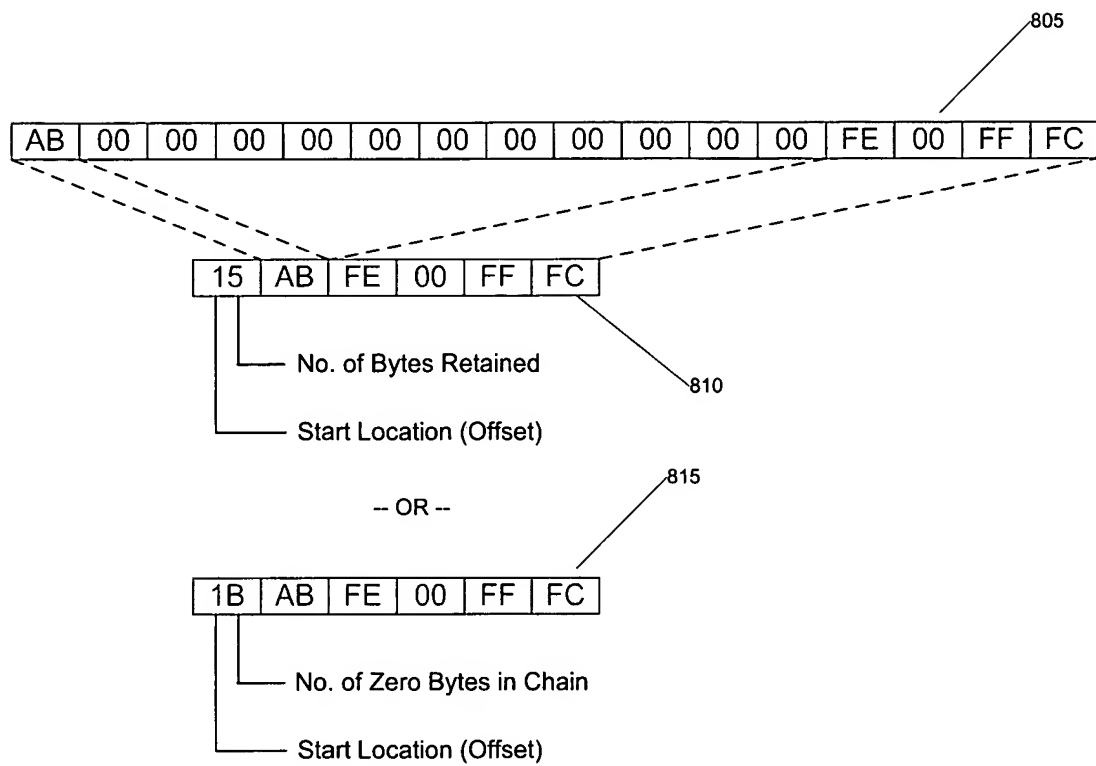 805
AB 00 00 00 00 00 00 00 00 00 00 00 FE 00 FF FC
15 AB FE 00 FF FC
No. of Bytes Retained
810
Start Location (Offset)
815
-- OR --
1B AB FE 00 FF FC
No. of Zero Bytes in Chain
Start Location (Offset)